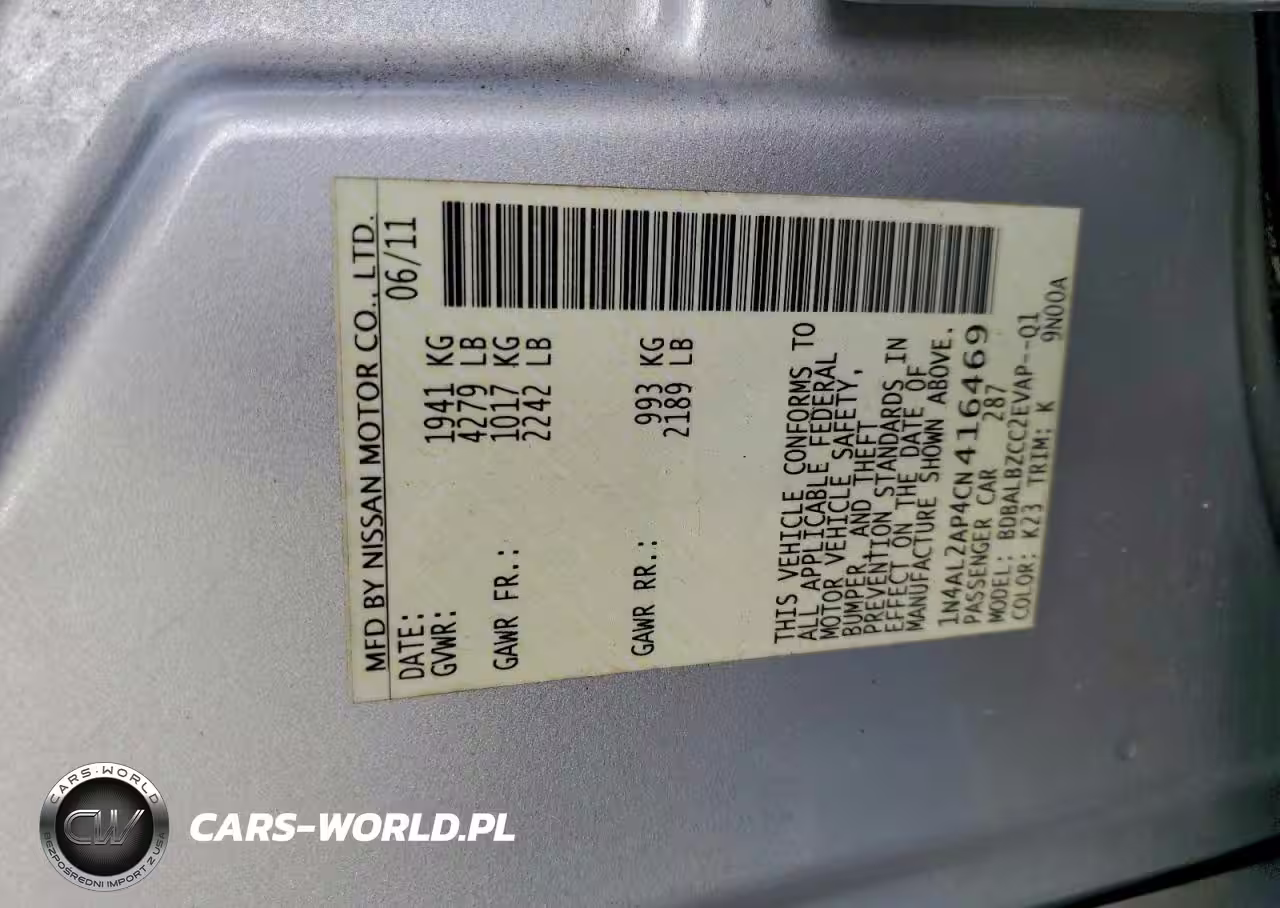 MFD BY NISSAN MOTOR CO., LTD.
DATE: 06/11
GVWR: 1941 KG
4279 LB
GAWR FR.: 1017 KG
2242 LB
GAWR RR.: 993 KG
2189 LB
THIS VEHICLE CONFORMS TO
ALL APPLICABLE FEDERAL
MOTOR VEHICLE SAFETY,
BUMPER, AND THEFT
PREVENTION STANDARDS IN
EFFECT ON THE DATE OF
MANUFACTURE SHOWN ABOVE.
1N4AL2AP4CN416469
PASSENGER CAR 287
MODEL: BDBALBZCC2EVAP--Q1
COLOR: K23 TRIM: K 9N00A
CARS-WORLD
CW
BEZPOŚREDNI IMPORT Z USA
CARS-WORLD.PL